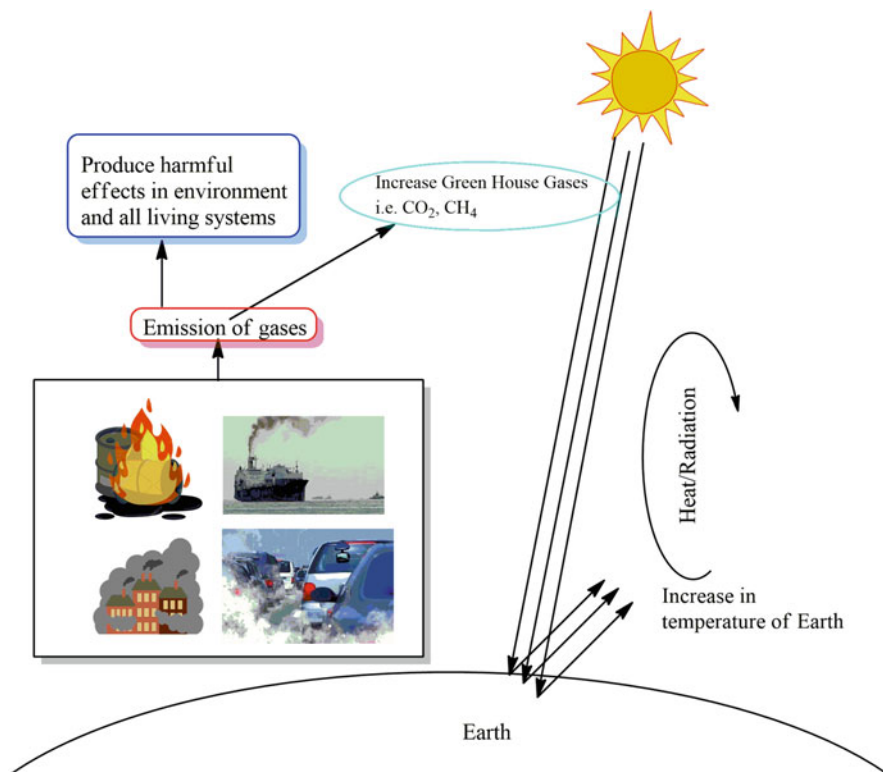 Produce harmful
effects in environment
and all living systems
Increase Green House Gases
i.e. CO₂, CH₄
Emission of gases
Heat/Radiation
Increase in
temperature of Earth
Earth